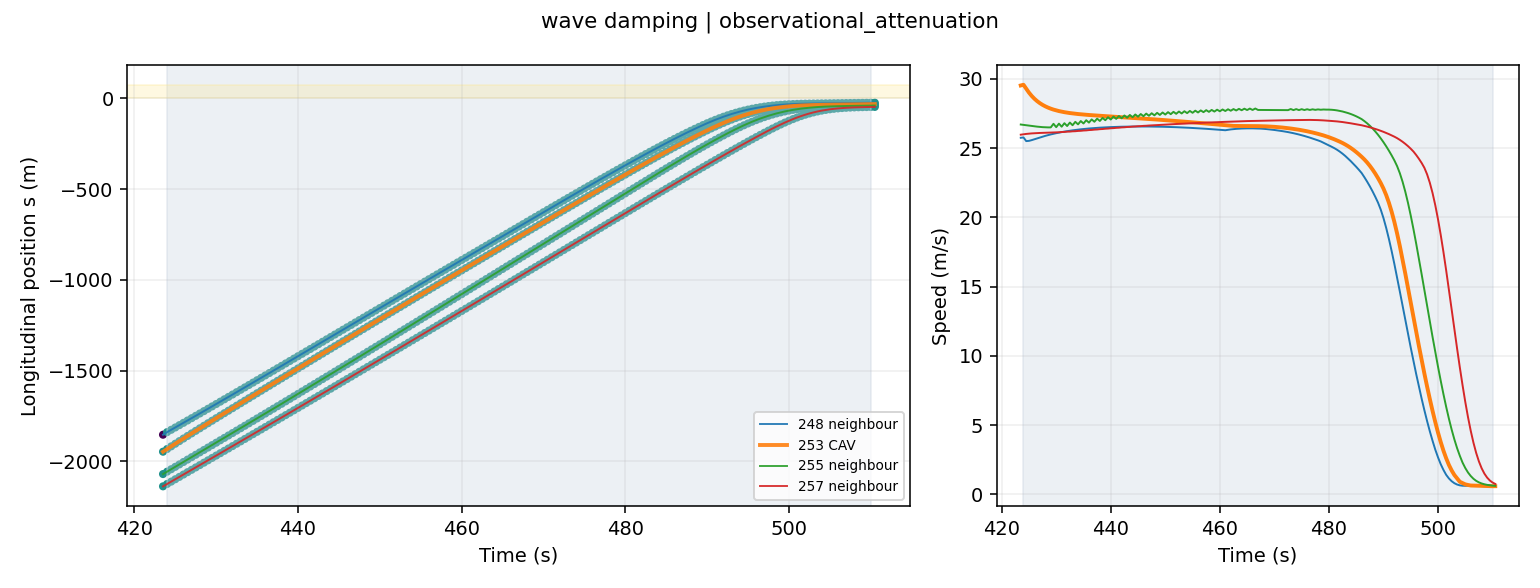 wave damping | observational_attenuation
Longitudinal position s (m)
0
−500
−1000
−1500
−2000
420
440
460
480
500
Time (s)
248 neighbour
253 CAV
255 neighbour
257 neighbour
Speed (m/s)
30
25
20
15
10
5
0
420
440
460
480
500
Time (s)